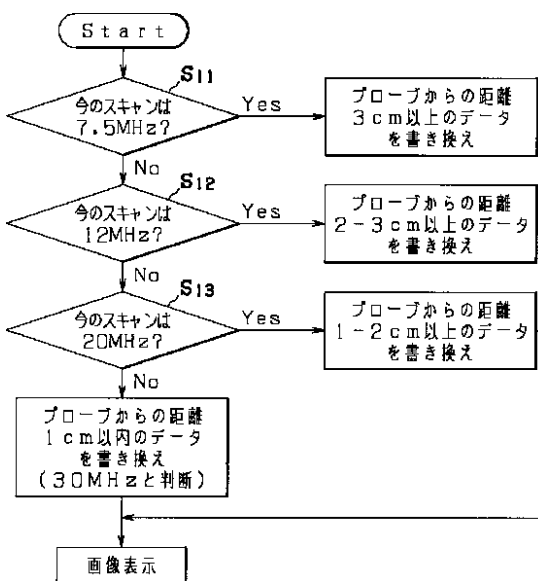 Start
S11
今のスキャンは
7.5MHz?
Yes
プローブからの距離
3cm以上のデータ
を書き換え
No
S12
今のスキャンは
12MHz?
Yes
プローブからの距離
2-3cm以上のデータ
を書き換え
No
S13
今のスキャンは
20MHz?
Yes
プローブからの距離
1-2cm以上のデータ
を書き換え
No
プローブからの距離
1cm以内のデータ
を書き換え
(30MHzと判断)
画像表示